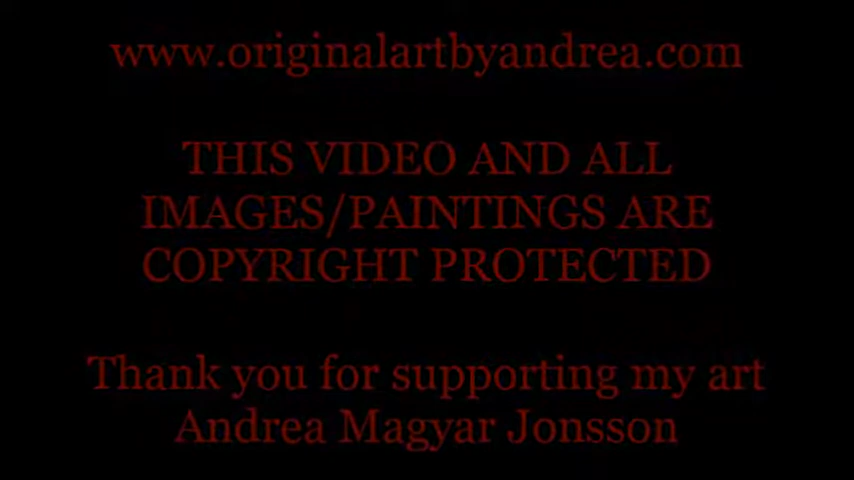 www.originalartbyandrea.com
THIS VIDEO AND ALL
IMAGES/PAINTINGS ARE
COPYRIGHT PROTECTED
Thank you for supporting my art
Andrea Magyar Jonsson